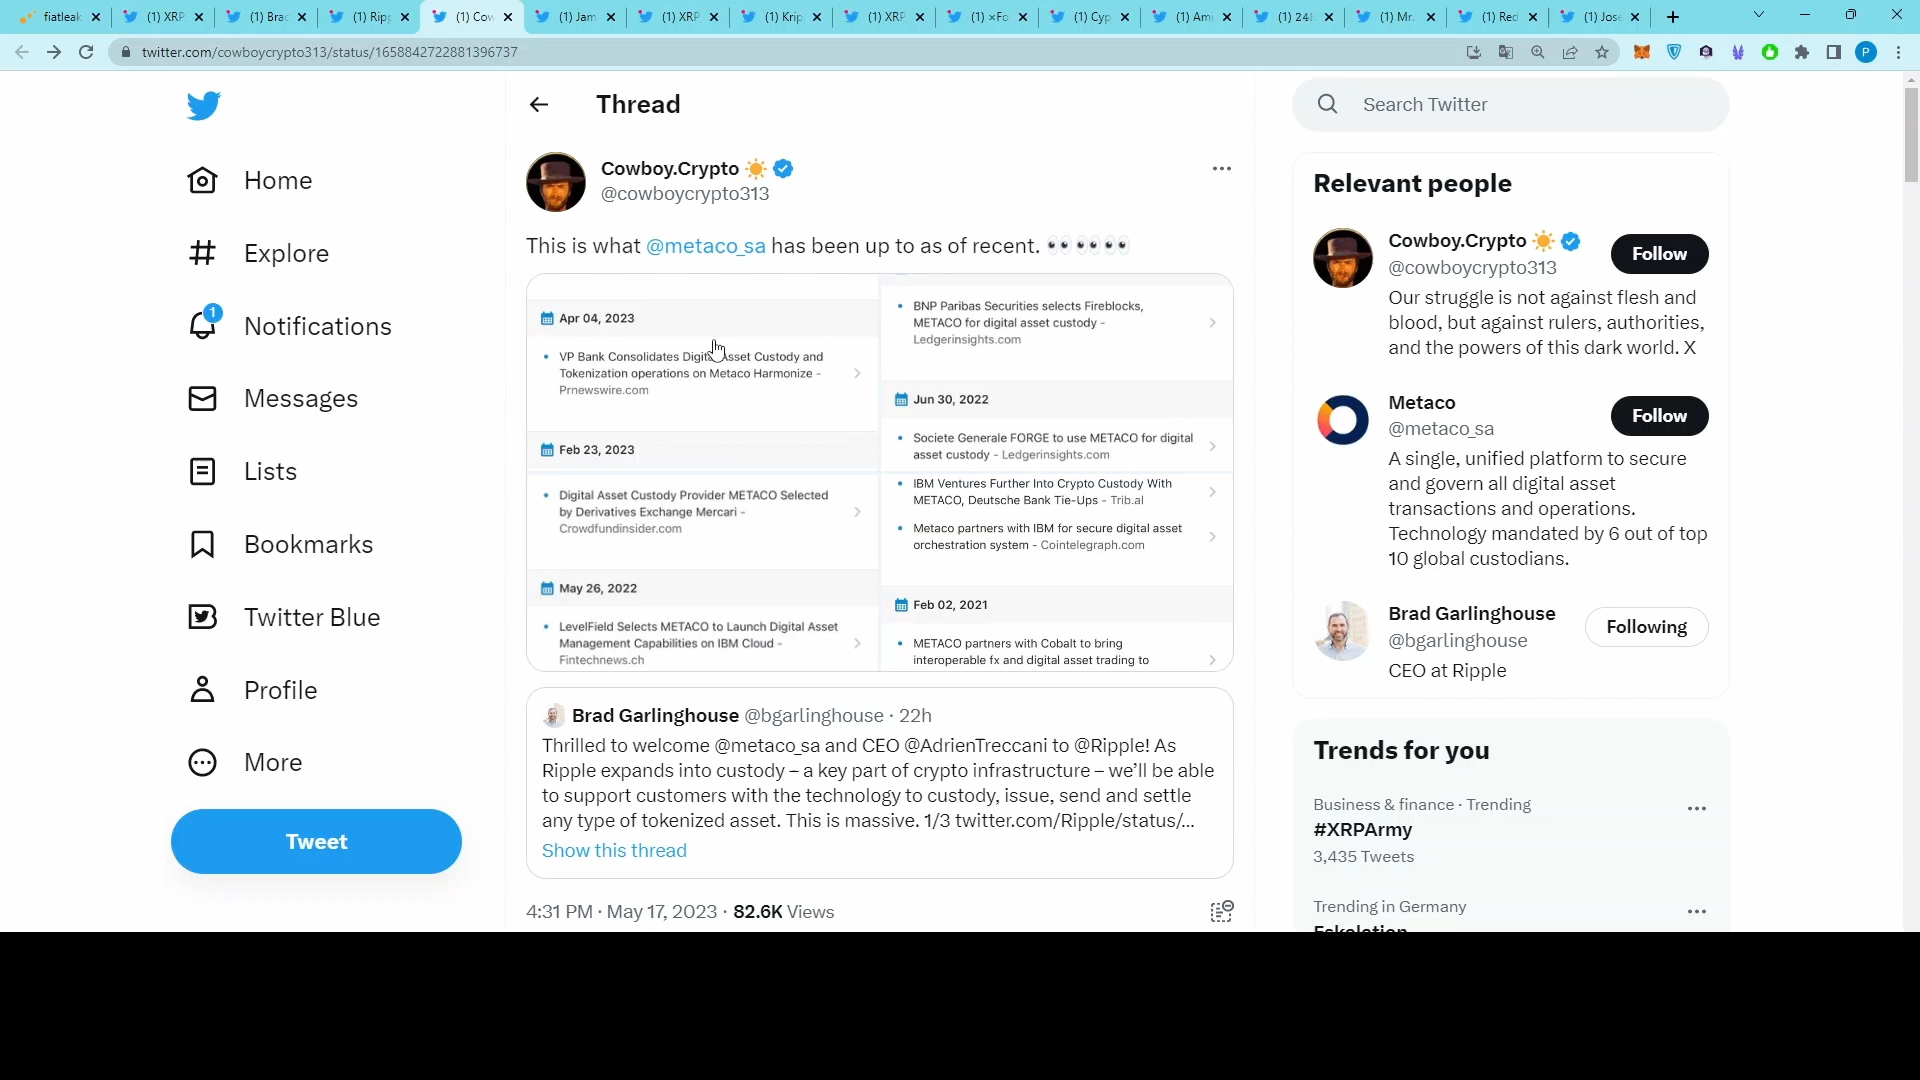 fiatleak
(1) XRP
(1) Brac
(1) Ripp
(1) Cow
(1) Jam
(1) XRP
(1) Krip
(1) XRP
(1) ×Fo
(1) Cyp
(1) Ami
(1) 24
(1) Mr.
(1) Red
(1) José
twitter.com/cowboycrypto313/status/1658842722881396737
P
Home
Explore
1
Notifications
Messages
Lists
Bookmarks
Twitter Blue
Profile
More
Tweet
Thread
Cowboy.Crypto
@cowboycrypto313
This is what @metaco_sa has been up to as of recent.
Apr 04, 2023
VP Bank Consolidates Digital Asset Custody and
Tokenization operations on Metaco Harmonize -
Prnewswire.com
Feb 23, 2023
Digital Asset Custody Provider METACO Selected
by Derivatives Exchange Mercari -
Crowdfundinsider.com
May 26, 2022
LevelField Selects METACO to Launch Digital Asset
Management Capabilities on IBM Cloud -
Fintechnews.ch
BNP Paribas Securities selects Fireblocks,
METACO for digital asset custody -
Ledgerinsights.com
Jun 30, 2022
Societe Generale FORGE to use METACO for digital
asset custody - Ledgerinsights.com
IBM Ventures Further Into Crypto Custody With
METACO, Deutsche Bank Tie-Ups - Trib.al
Metaco partners with IBM for secure digital asset
orchestration system - Cointelegraph.com
Feb 02, 2021
METACO partners with Cobalt to bring
interoperable fx and digital asset trading to
Brad Garlinghouse @bgarlinghouse · 22h
Thrilled to welcome @metaco_sa and CEO @AdrienTreccani to @Ripple! As
Ripple expands into custody – a key part of crypto infrastructure – we'll be able
to support customers with the technology to custody, issue, send and settle
any type of tokenized asset. This is massive. 1/3 twitter.com/Ripple/status/...
Show this thread
4:31 PM · May 17, 2023 · 82.6K Views
Search Twitter
Relevant people
Cowboy.Crypto
@cowboycrypto313
Follow
Our struggle is not against flesh and
blood, but against rulers, authorities,
and the powers of this dark world. X
Metaco
@metaco_sa
Follow
A single, unified platform to secure
and govern all digital asset
transactions and operations.
Technology mandated by 6 out of top
10 global custodians.
Brad Garlinghouse
@bgarlinghouse
Following
CEO at Ripple
Trends for you
Business & finance · Trending
#XRPArmy
3,435 Tweets
Trending in Germany
Eskalation